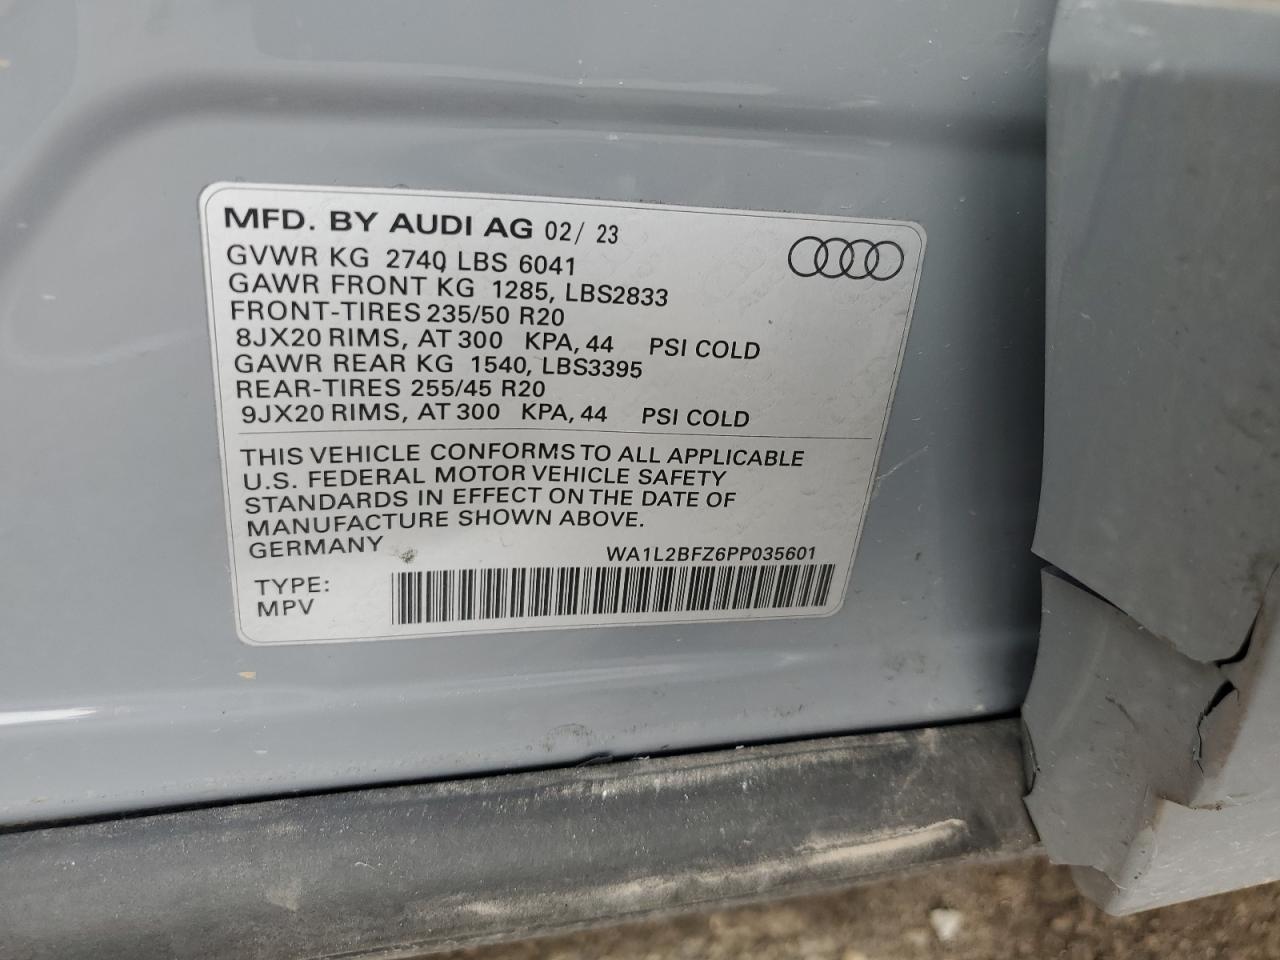 MFD. BY AUDI AG 02/ 23
GVWR KG 2740 LBS 6041
GAWR FRONT KG 1285, LBS2833
FRONT-TIRES 235/50 R20
8JX20 RIMS, AT 300 KPA, 44 PSI COLD
GAWR REAR KG 1540, LBS3395
REAR-TIRES 255/45 R20
9JX20 RIMS, AT 300 KPA, 44 PSI COLD
THIS VEHICLE CONFORMS TO ALL APPLICABLE
U.S. FEDERAL MOTOR VEHICLE SAFETY
STANDARDS IN EFFECT ON THE DATE OF
MANUFACTURE SHOWN ABOVE.
GERMANY
WA1L2BFZ6PP035601
TYPE:
MPV